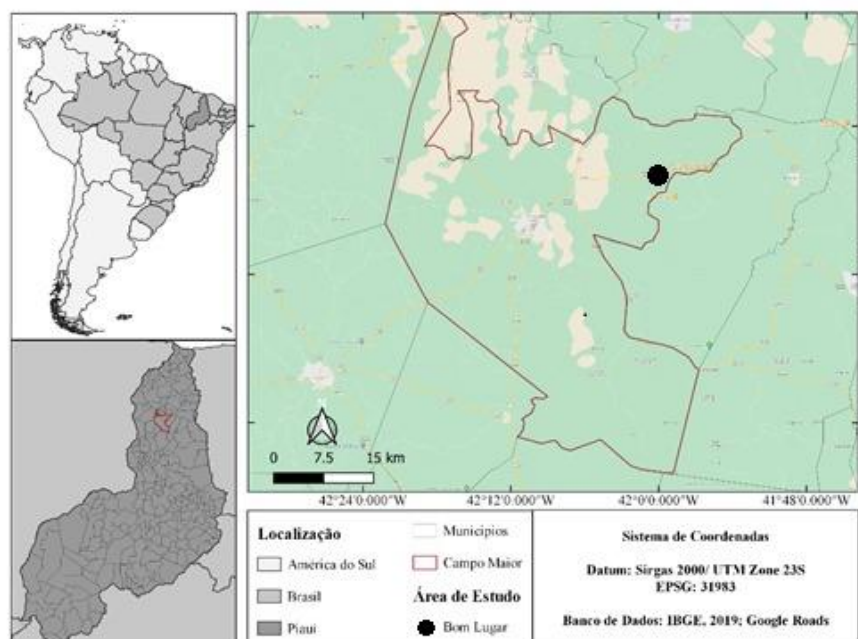 0 7.5 15 km
42°24'0.000"W 42°12'0.000"W 42°0'0.000"W 41°48'0.000"W
Localização
América do Sul
Brasil
Piauí
Municípios
Campo Maior
Área de Estudo
Bom Lugar
Sistema de Coordenadas
Datum: Sirgas 2000/ UTM Zone 23S
EPSG: 31983
Banco de Dados: IBGE, 2019; Google Roads